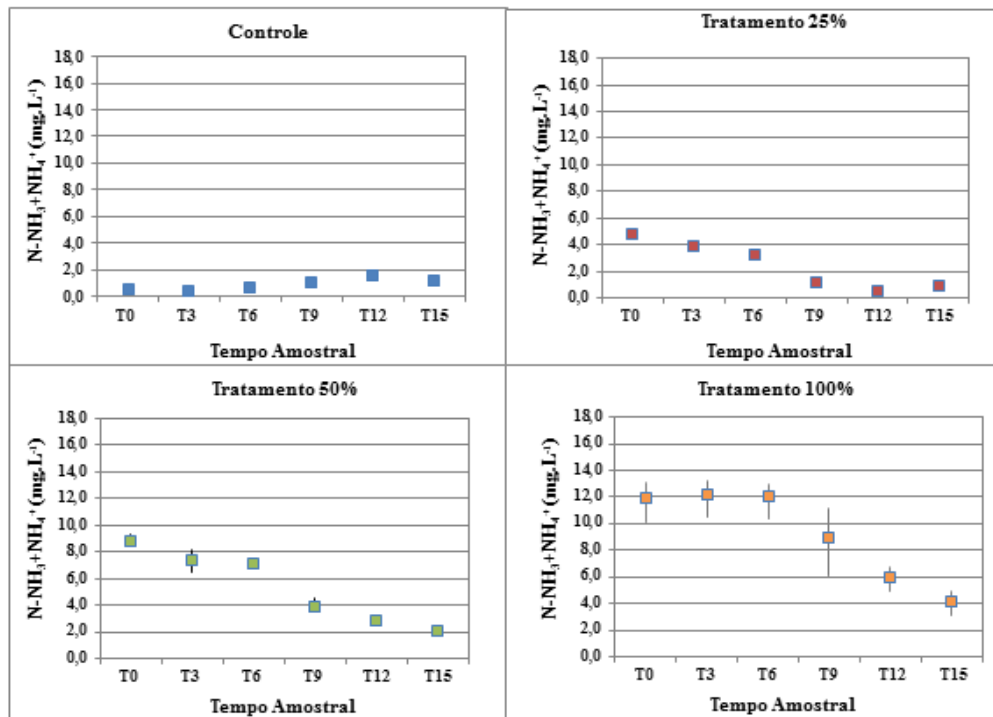 Controle
N-NH₃+NH₄⁺ (mg.L⁻¹)
18,0
16,0
14,0
12,0
10,0
8,0
6,0
4,0
2,0
0,0
T0 T3 T6 T9 T12 T15
Tempo Amostral
Tratamento 25%
N-NH₃+NH₄⁺ (mg.L⁻¹)
18,0
16,0
14,0
12,0
10,0
8,0
6,0
4,0
2,0
0,0
T0 T3 T6 T9 T12 T15
Tempo Amostral
Tratamento 50%
N-NH₃+NH₄⁺ (mg.L⁻¹)
18,0
16,0
14,0
12,0
10,0
8,0
6,0
4,0
2,0
0,0
T0 T3 T6 T9 T12 T15
Tempo Amostral
Tratamento 100%
N-NH₃+NH₄⁺ (mg.L⁻¹)
18,0
16,0
14,0
12,0
10,0
8,0
6,0
4,0
2,0
0,0
T0 T3 T6 T9 T12 T15
Tempo Amostral